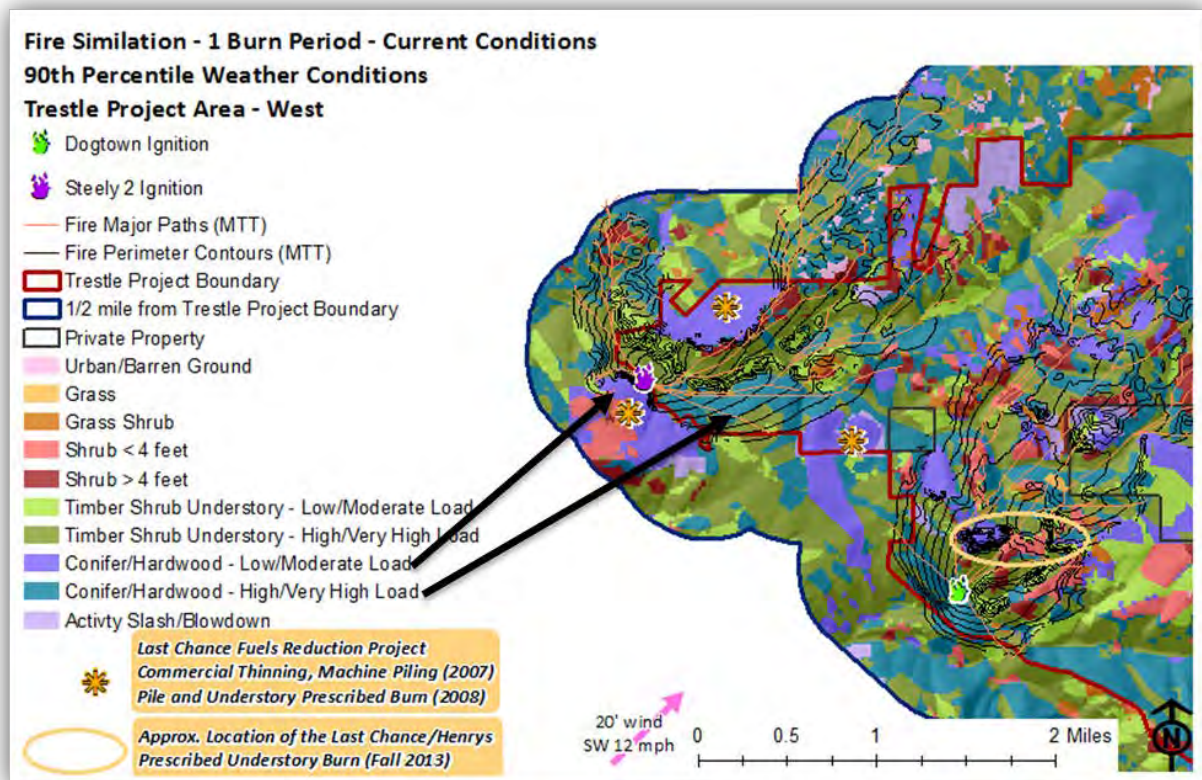 Fire Similation - 1 Burn Period - Current Conditions
90th Percentile Weather Conditions
Trestle Project Area - West
Dogtown Ignition
Steely 2 Ignition
Fire Major Paths (MTT)
Fire Perimeter Contours (MTT)
Trestle Project Boundary
1/2 mile from Trestle Project Boundary
Private Property
Urban/Barren Ground
Grass
Grass Shrub
Shrub < 4 feet
Shrub > 4 feet
Timber Shrub Understory - Low/Moderate Load
Timber Shrub Understory - High/Very High Load
Conifer/Hardwood - Low/Moderate Load
Conifer/Hardwood - High/Very High Load
Activty Slash/Blowdown
Last Chance Fuels Reduction Project
Commercial Thinning, Machine Piling (2007)
Pile and Understory Prescribed Burn (2008)
Approx. Location of the Last Chance/Henrys
Prescribed Understory Burn (Fall 2013)
20' wind
SW 12 mph
0 0.5 1 2 Miles
N